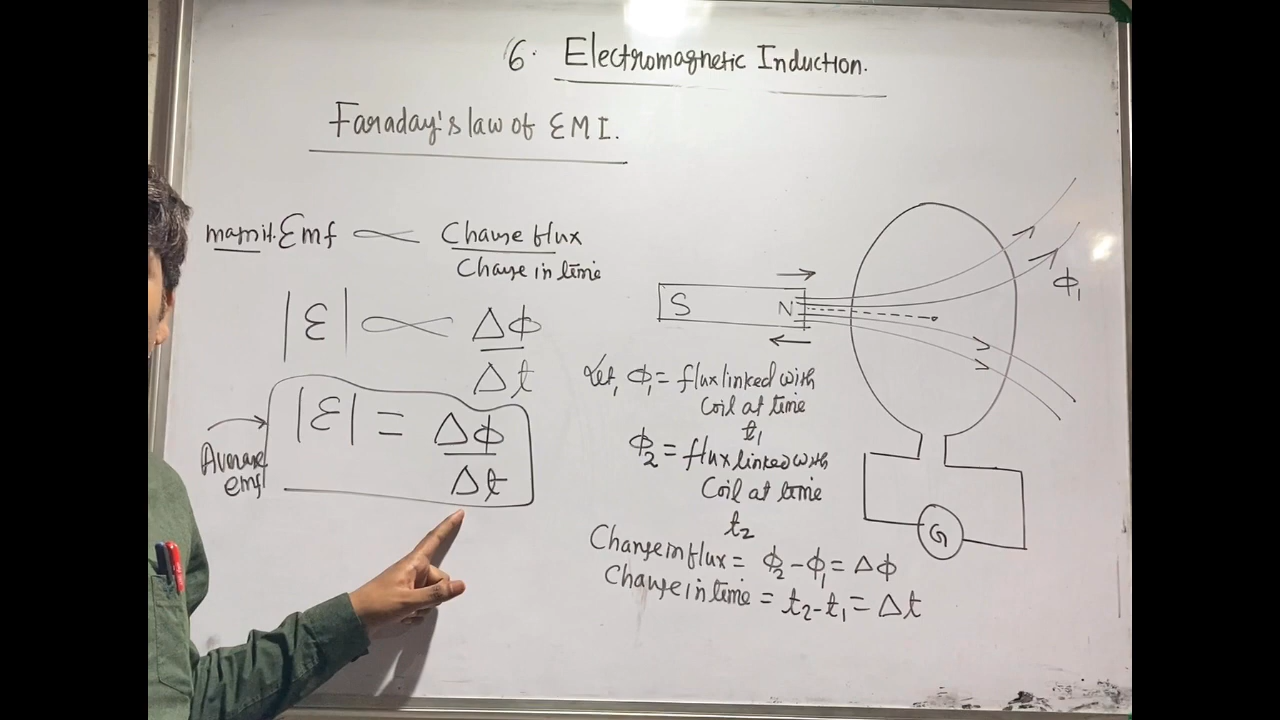 6. Electromagnetic Induction.
Faraday's law of EMI.
magnit. Emf ∝ Change flux
Change in time
|ε| ∝ Δϕ
Δt
|ε| = Δϕ
Δt
Average
emf
S N
ϕ₁
Let, ϕ₁ = flux linked with
Coil at time
t₁
ϕ₂ = flux linked with
Coil at time
t₂
Change in flux = ϕ₂ - ϕ₁ = Δϕ
Change in time = t₂ - t₁ = Δt
G